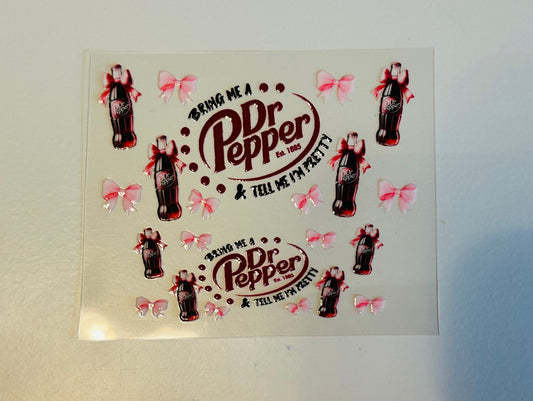 BRING ME A
Dr
Pepper
Est. 1885
& TELL ME I'M PRETTY
BRING ME A
Dr
Pepper
Est. 1885
& TELL ME I'M PRETTY